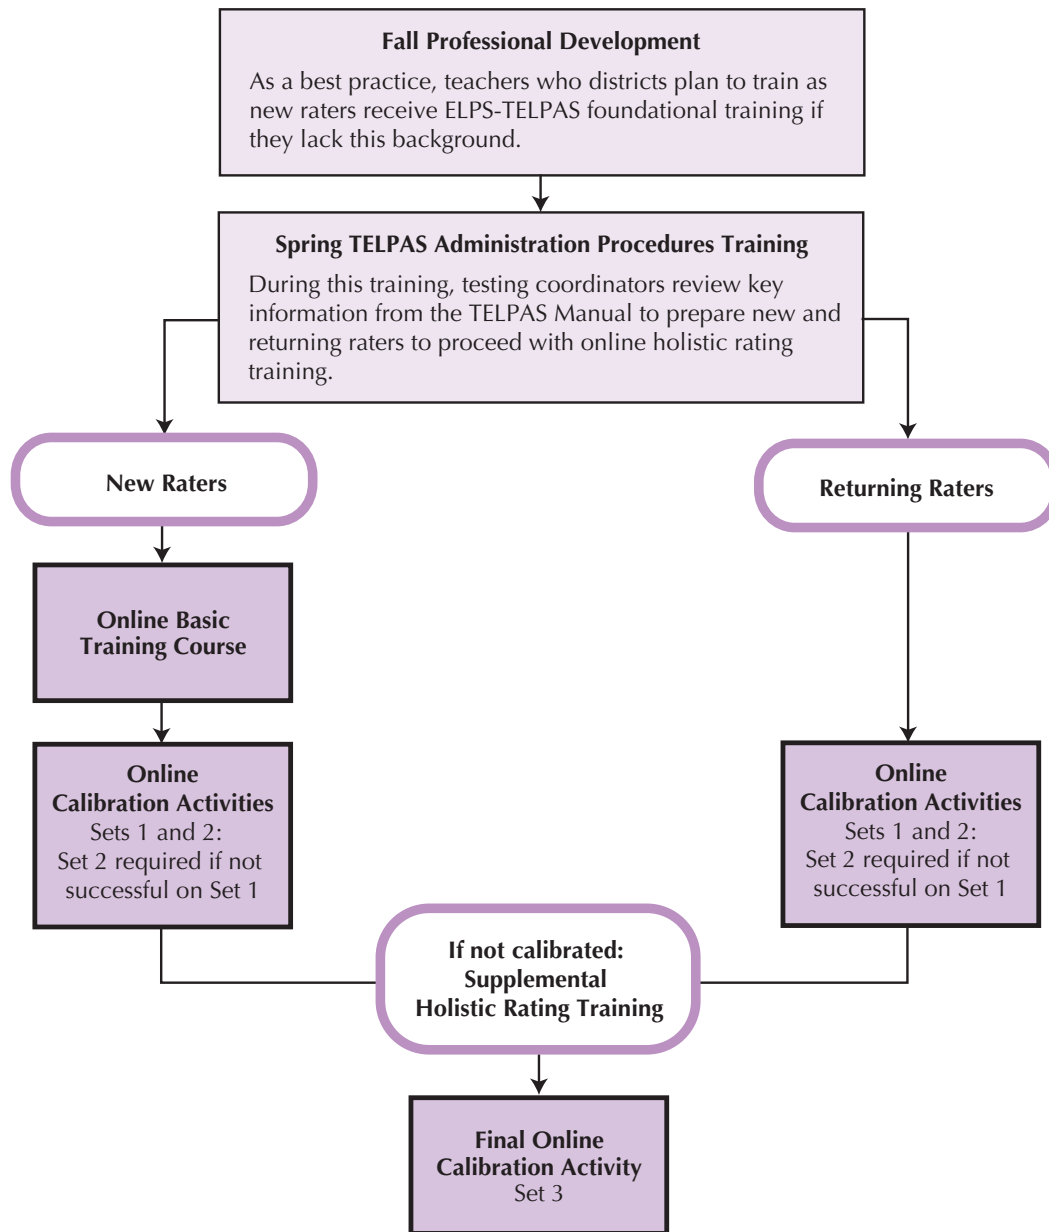 Fall Professional Development
As a best practice, teachers who districts plan to train as
new raters receive ELPS-TELPAS foundational training if
they lack this background.
Spring TELPAS Administration Procedures Training
During this training, testing coordinators review key
information from the TELPAS Manual to prepare new and
returning raters to proceed with online holistic rating
training.
New Raters
Returning Raters
Online Basic
Training Course
Online
Calibration Activities
Sets 1 and 2:
Set 2 required if not
successful on Set 1
Online
Calibration Activities
Sets 1 and 2:
Set 2 required if not
successful on Set 1
If not calibrated:
Supplemental
Holistic Rating Training
Final Online
Calibration Activity
Set 3